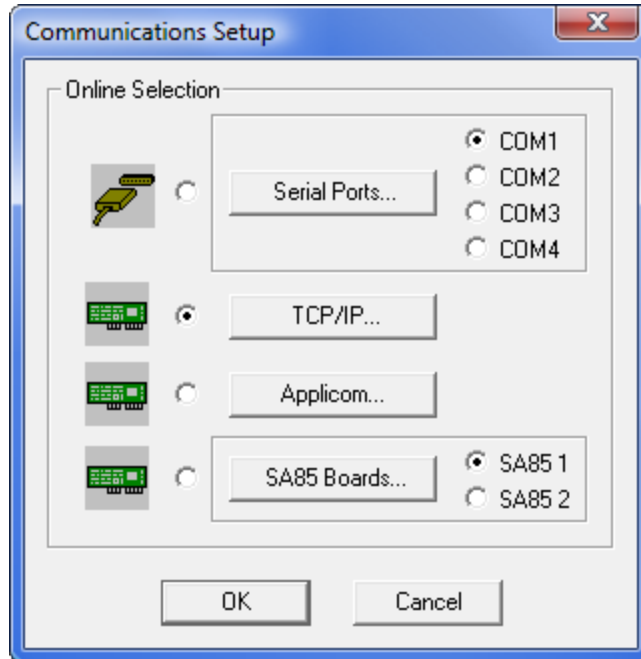 Communications Setup
Online Selection
Serial Ports...
COM1
COM2
COM3
COM4
TCP/IP...
Applicom...
SA85 Boards...
SA85 1
SA85 2
OK
Cancel